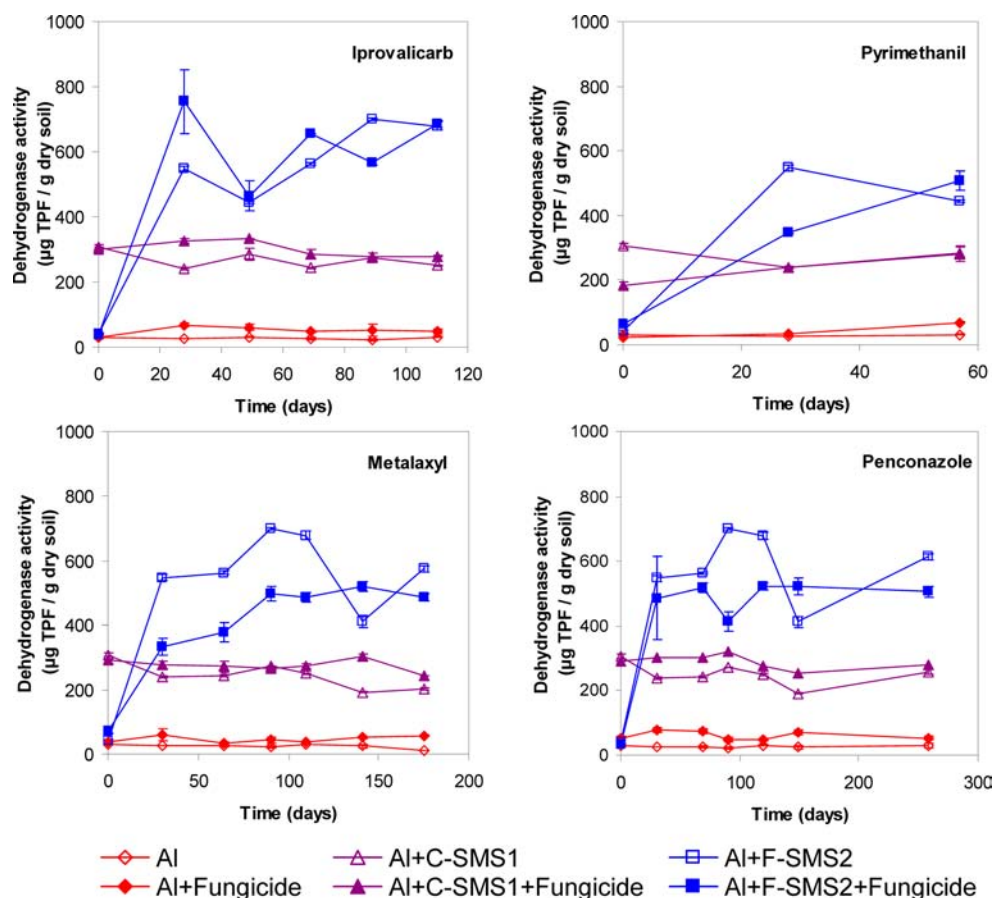 Iprovalicarb
Dehydrogenase activity
(µg TPF / g dry soil)
1000
800
600
400
200
0
0 20 40 60 80 100 120
Time (days)
Pyrimethanil
Dehydrogenase activity
(µg TPF / g dry soil)
1000
800
600
400
200
0
0 20 40 60
Time (days)
Metalaxyl
Dehydrogenase activity
(µg TPF / g dry soil)
1000
800
600
400
200
0
0 50 100 150 200
Time (days)
Penconazole
Dehydrogenase activity
(µg TPF / g dry soil)
1000
800
600
400
200
0
0 100 200 300
Time (days)
Al
Al+C-SMS1
Al+F-SMS2
Al+Fungicide
Al+C-SMS1+Fungicide
Al+F-SMS2+Fungicide